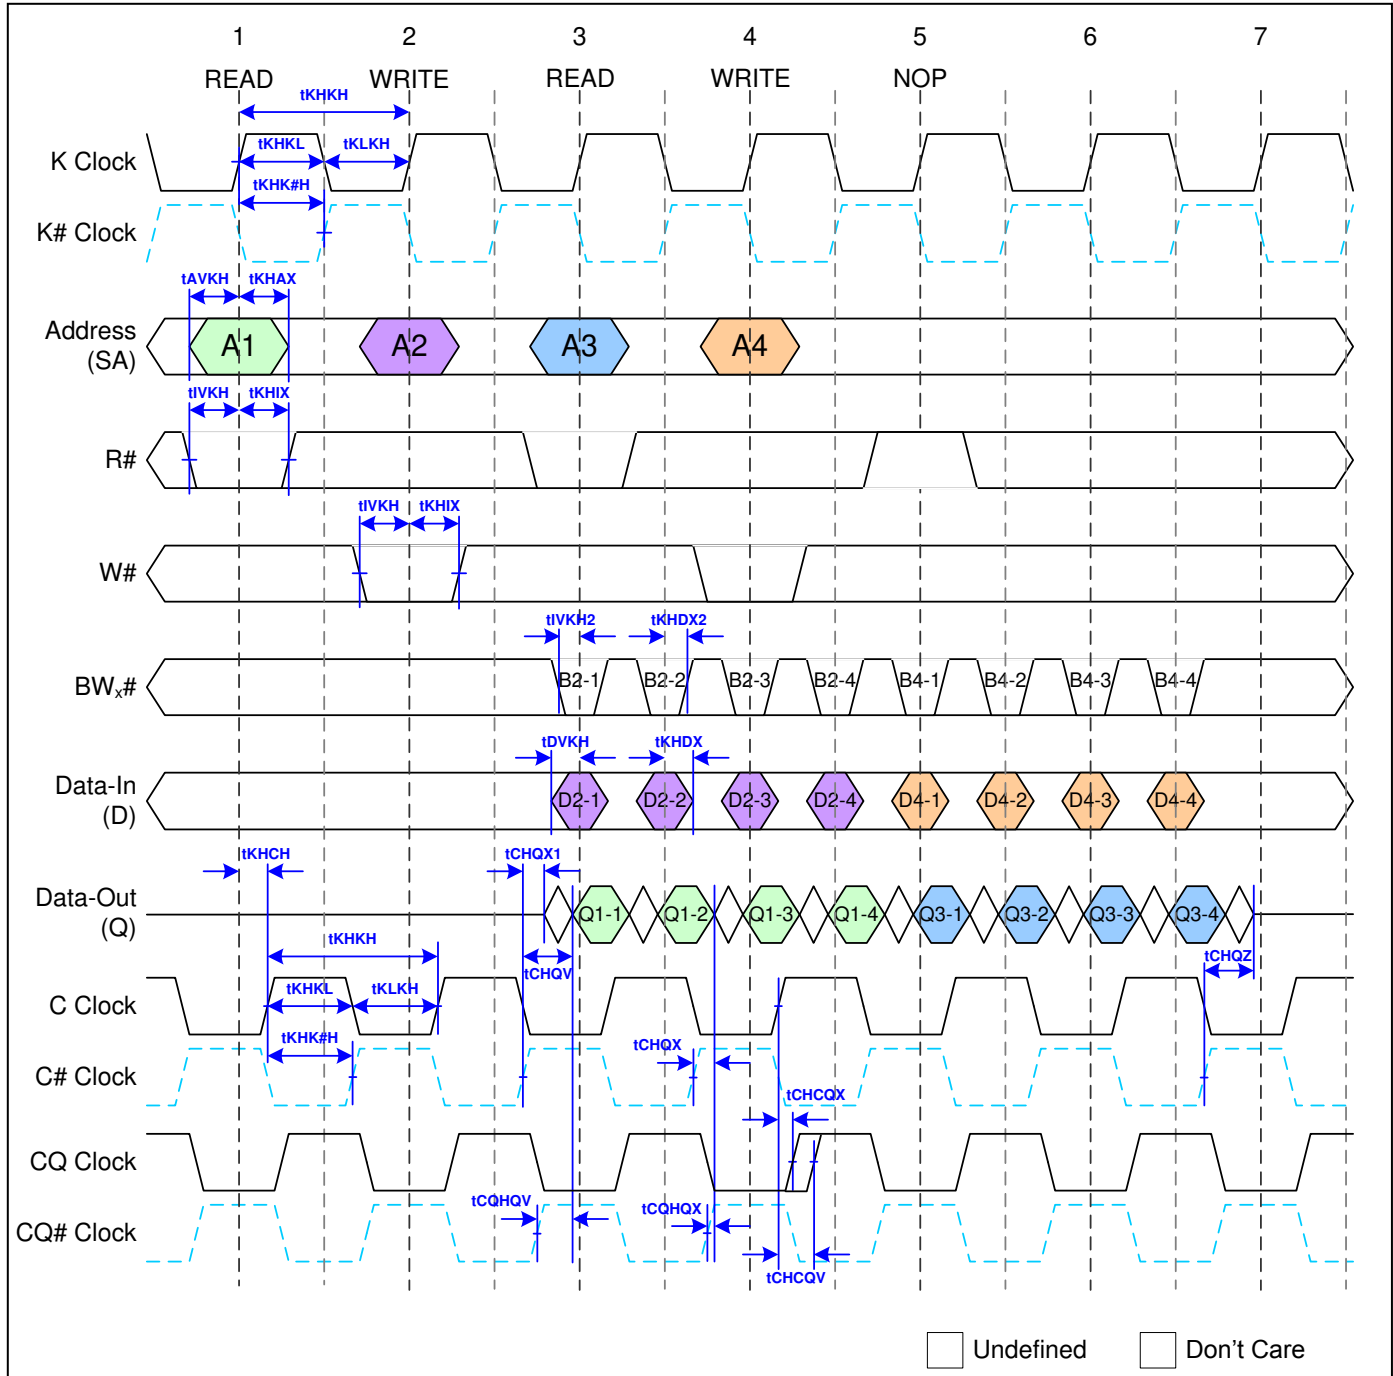 1 2 3 4 5 6 7
READ WRITE READ WRITE NOP
tKHKH
K Clock
tKHKL tKLKH
tKHK#H
K# Clock
tAVKH tKHAX
Address
(SA)
A1 A2 A3 A4
tIVKH tKHIX
R#
tIVKH tKHIX
W#
tIVKH2 tKHDX2
BWx#
B2-1 B2-2 B2-3 B2-4 B4-1 B4-2 B4-3 B4-4
tDVKH tKHDX
Data-In
(D)
D2-1 D2-2 D2-3 D2-4 D4-1 D4-2 D4-3 D4-4
tKHCH tCHQX1
Data-Out
(Q)
Q1-1 Q1-2 Q1-3 Q1-4 Q3-1 Q3-2 Q3-3 Q3-4
tKHKH
tCHQV
tCHQZ
C Clock
tKHKL tKLKH
tKHK#H
tCHQX
C# Clock
tCHCQX
CQ Clock
tCQHQV tCQHQX
CQ# Clock
tCHCQV
Undefined Don't Care